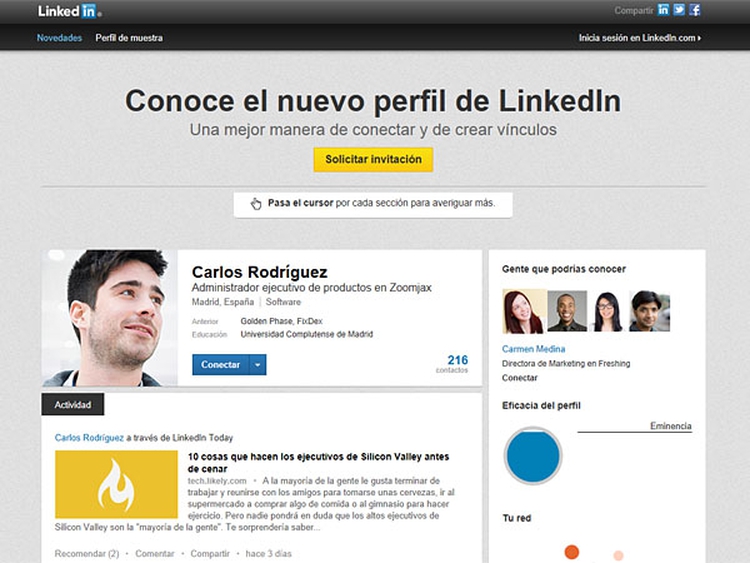 Linked in
Compartir
Novedades Perfil de muestra Inicia sesión en LinkedIn.com
Conoce el nuevo perfil de LinkedIn
Una mejor manera de conectar y de crear vínculos
Solicitar invitación
Pasa el cursor por cada sección para averiguar más.
Carlos Rodríguez
Administrador ejecutivo de productos en Zoomjax
Madrid, España | Software
Anterior Golden Phase, FixDex
Educación Universidad Complutense de Madrid
Conectar
216
contactos
Actividad
Carlos Rodríguez a través de LinkedIn Today
10 cosas que hacen los ejecutivos de Silicon Valley antes
de cenar
tech.likely.com • A la mayoría de la gente le gusta terminar de
trabajar y reunirse con los amigos para tomarse unas cervezas, ir al
supermercado a comprar algo de comida o al gimnasio para hacer
ejercicio. Pero nadie pondrá en duda que los altos ejecutivos de
Silicon Valley son la "mayoría de la gente". Te sorprendería saber...
Recomendar (2) • Comentar • Compartir • hace 3 días
Gente que podrías conocer
Carmen Medina
Directora de Marketing en Freshing
Conectar
Eficacia del perfil
Eminencia
Tu red